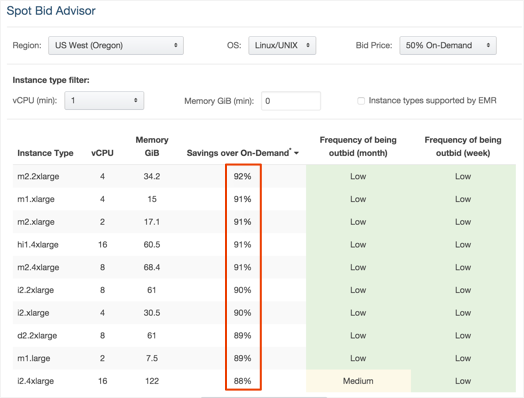 Spot Bid Advisor
Region: US West (Oregon) OS: Linux/UNIX Bid Price: 50% On-Demand
Instance type filter:
vCPU (min): 1 Memory GiB (min): 0 Instance types supported by EMR
Instance Type vCPU Memory GiB Savings over On-Demand* Frequency of being outbid (month) Frequency of being outbid (week)
m2.2xlarge 4 34.2 92% Low Low
m1.xlarge 4 15 91% Low Low
m2.xlarge 2 17.1 91% Low Low
hi1.4xlarge 16 60.5 91% Low Low
m2.4xlarge 8 68.4 91% Low Low
i2.2xlarge 8 61 90% Low Low
i2.xlarge 4 30.5 90% Low Low
d2.2xlarge 8 61 89% Low Low
m1.large 2 7.5 89% Low Low
i2.4xlarge 16 122 88% Medium Low